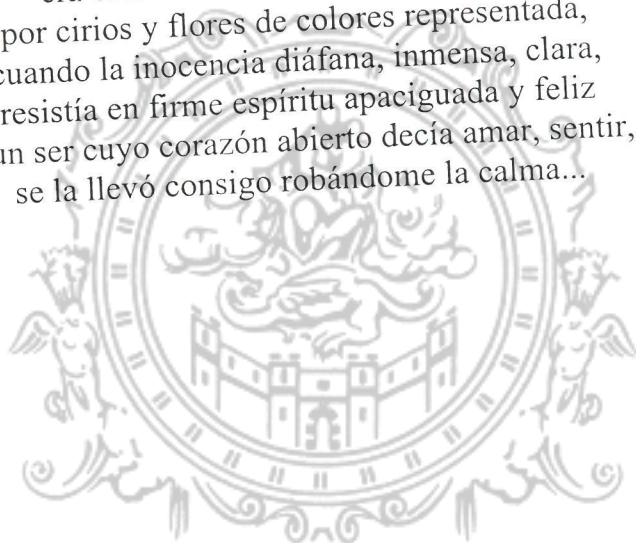 por cirios y flores de colores representada,
cuando la inocencia diáfana, inmensa, clara,
resistía en firme espíritu apaciguada y feliz
un ser cuyo corazón abierto decía amar, sentir,
se la llevó consigo robándome la calma...